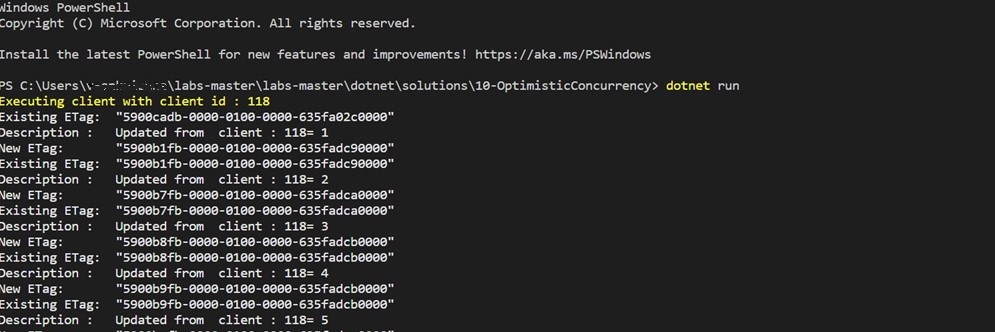 Windows PowerShell
Copyright (C) Microsoft Corporation. All rights reserved.
Install the latest PowerShell for new features and improvements! https://aka.ms/PSWindows
PS C:\Users\ \labs-master\labs-master\dotnet\solutions\10-OptimisticConcurrency> dotnet run
Executing client with client id : 118
Existing ETag:  "5900cadb-0000-0100-0000-635fa02c0000"
Description :   Updated from  client : 118= 1
New ETag:       "5900b1fb-0000-0100-0000-635fadc90000"
Existing ETag:  "5900b1fb-0000-0100-0000-635fadc90000"
Description :   Updated from  client : 118= 2
New ETag:       "5900b7fb-0000-0100-0000-635fadca0000"
Existing ETag:  "5900b7fb-0000-0100-0000-635fadca0000"
Description :   Updated from  client : 118= 3
New ETag:       "5900b8fb-0000-0100-0000-635fadcb0000"
Existing ETag:  "5900b8fb-0000-0100-0000-635fadcb0000"
Description :   Updated from  client : 118= 4
New ETag:       "5900b9fb-0000-0100-0000-635fadcb0000"
Existing ETag:  "5900b9fb-0000-0100-0000-635fadcb0000"
Description :   Updated from  client : 118= 5